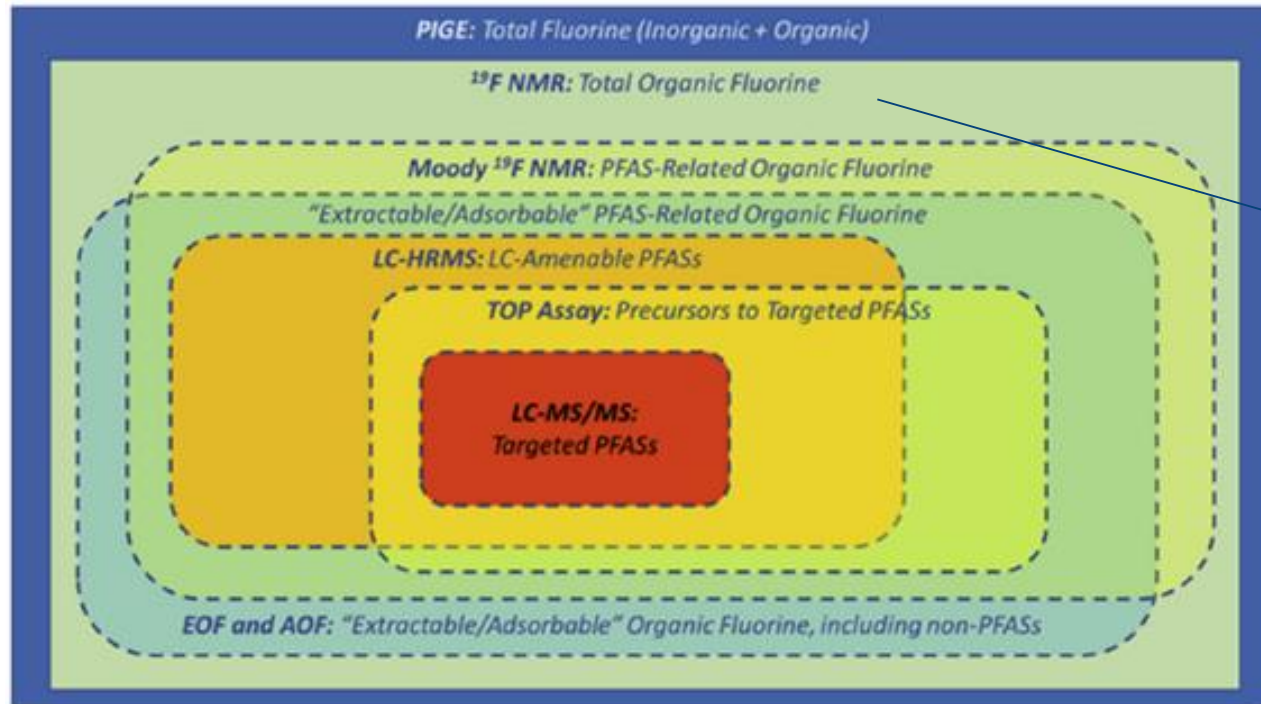 PIGE: Total Fluorine (Inorganic + Organic)
¹⁹F NMR: Total Organic Fluorine
Moody ¹⁹F NMR: PFAS-Related Organic Fluorine
"Extractable/Adsorbable" PFAS-Related Organic Fluorine
LC-HRMS: LC-Amenable PFASs
TOP Assay: Precursors to Targeted PFASs
LC-MS/MS:
Targeted PFASs
EOF and AOF: "Extractable/Adsorbable" Organic Fluorine, including non-PFASs